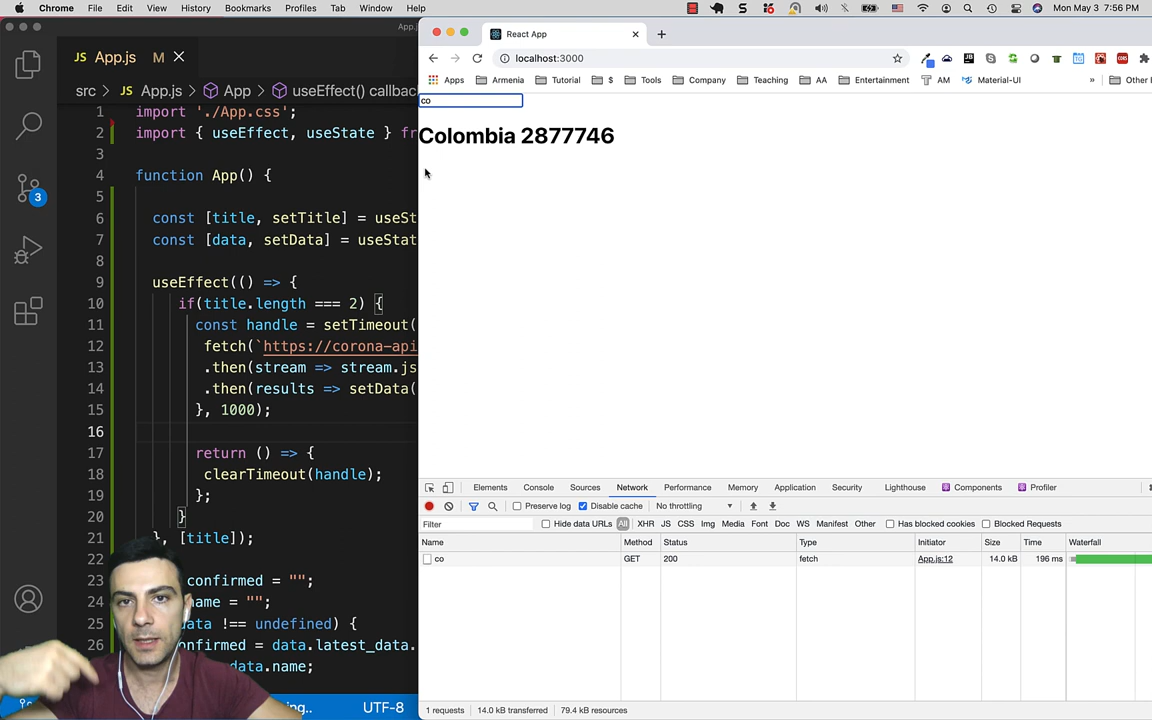 Chrome File Edit View History Bookmarks Profiles Tab Window Help
Mon May 3 7:56 PM
App.js
JS App.js M
src > JS App.js > App > useEffect() callbac
1 import './App.css';
2 import { useEffect, useState } fr
3
4 function App() {
5
6 const [title, setTitle] = useSt
7 const [data, setData] = useStat
8
9 useEffect(() => {
10 if(title.length === 2) {
11 const handle = setTimeout(
12 fetch(`https://corona-api
13 .then(stream => stream.js
14 .then(results => setData(
15 }, 1000);
16
17 return () => {
18 clearTimeout(handle);
19 };
20 }
21 }, [title]);
22
23 confirmed = "";
24 name = "";
25 data !== undefined) {
26 onfirmed = data.latest_data.
data.name;
3
UTF-8
React App
localhost:3000
Apps Armenia Tutorial $ Tools Company Teaching AA Entertainment AM Material-UI » Other
co
Colombia 2877746
Elements Console Sources Network Performance Memory Application Security Lighthouse Components Profiler
Preserve log Disable cache No throttling
Filter Hide data URLs All XHR JS CSS Img Media Font Doc WS Manifest Other Has blocked cookies Blocked Requests
Name Method Status Type Initiator Size Time Waterfall
co GET 200 fetch App.js:12 14.0 kB 196 ms
1 requests 14.0 kB transferred 79.4 kB resources